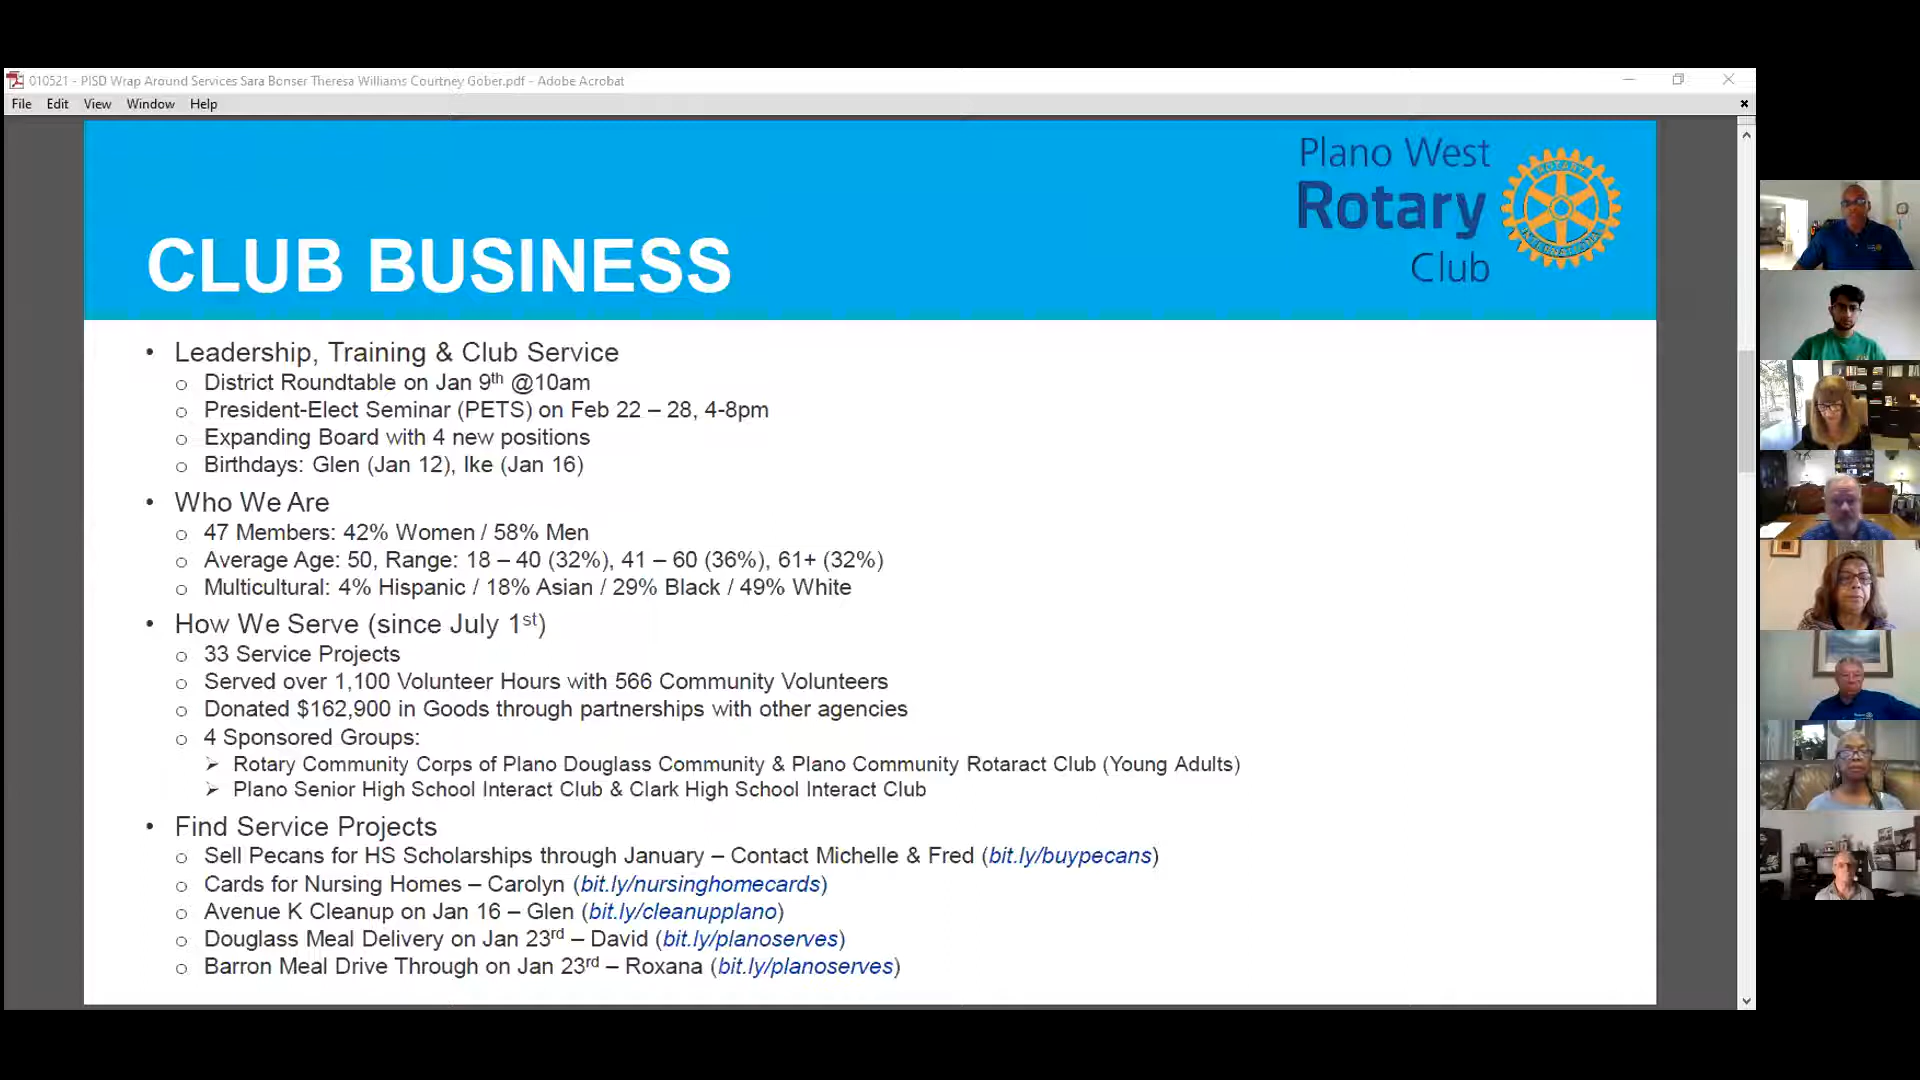 010521 - PISD Wrap Around Services Sara Bonser Theresa Williams Courtney Gober.pdf - Adobe Acrobat
File Edit View Window Help
Plano West
Rotary
Club
ROTARY
INTERNATIONAL
CLUB BUSINESS
• Leadership, Training & Club Service
o District Roundtable on Jan 9th @10am
o President-Elect Seminar (PETS) on Feb 22 – 28, 4-8pm
o Expanding Board with 4 new positions
o Birthdays: Glen (Jan 12), Ike (Jan 16)
• Who We Are
o 47 Members: 42% Women / 58% Men
o Average Age: 50, Range: 18 – 40 (32%), 41 – 60 (36%), 61+ (32%)
o Multicultural: 4% Hispanic / 18% Asian / 29% Black / 49% White
• How We Serve (since July 1st)
o 33 Service Projects
o Served over 1,100 Volunteer Hours with 566 Community Volunteers
o Donated $162,900 in Goods through partnerships with other agencies
o 4 Sponsored Groups:
➢ Rotary Community Corps of Plano Douglass Community & Plano Community Rotaract Club (Young Adults)
➢ Plano Senior High School Interact Club & Clark High School Interact Club
• Find Service Projects
o Sell Pecans for HS Scholarships through January – Contact Michelle & Fred (bit.ly/buypecans)
o Cards for Nursing Homes – Carolyn (bit.ly/nursinghomecards)
o Avenue K Cleanup on Jan 16 – Glen (bit.ly/cleanupplano)
o Douglass Meal Delivery on Jan 23rd – David (bit.ly/planoserves)
o Barron Meal Drive Through on Jan 23rd – Roxana (bit.ly/planoserves)